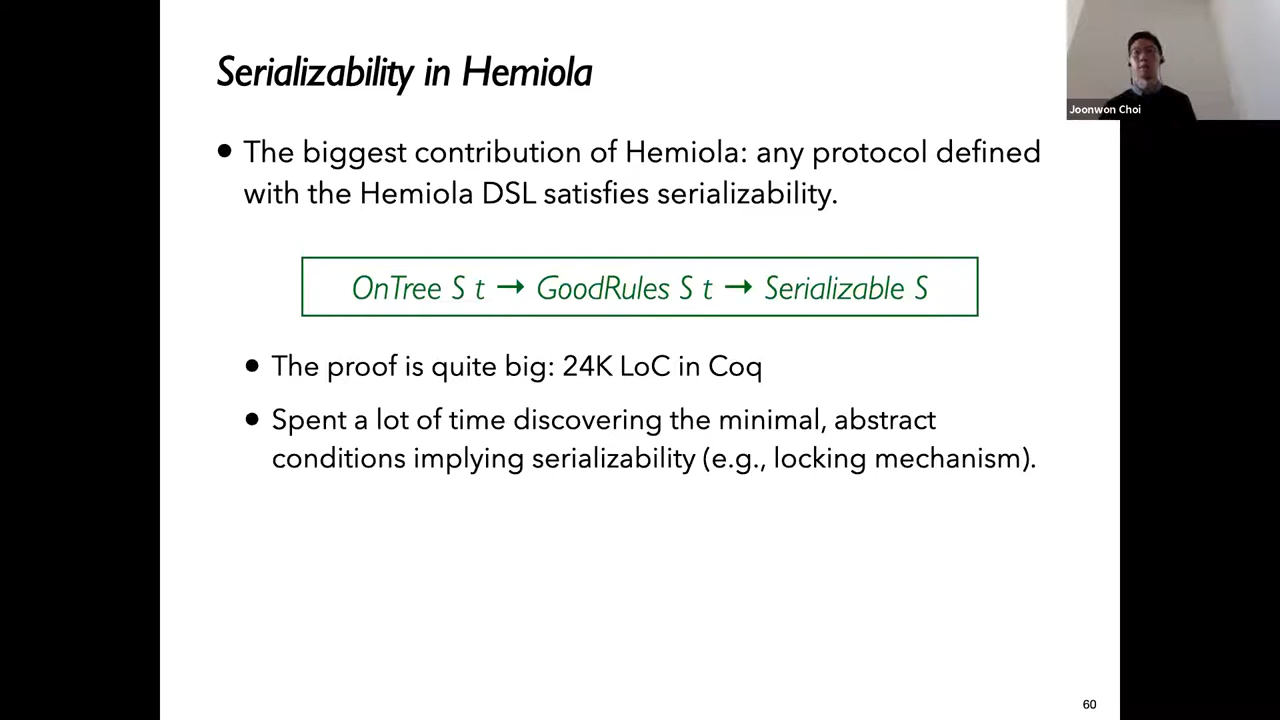 Serializability in Hemiola
Joonwon Choi
• The biggest contribution of Hemiola: any protocol defined
with the Hemiola DSL satisfies serializability.
OnTree S t → GoodRules S t → Serializable S
• The proof is quite big: 24K LoC in Coq
• Spent a lot of time discovering the minimal, abstract
conditions implying serializability (e.g., locking mechanism).
60